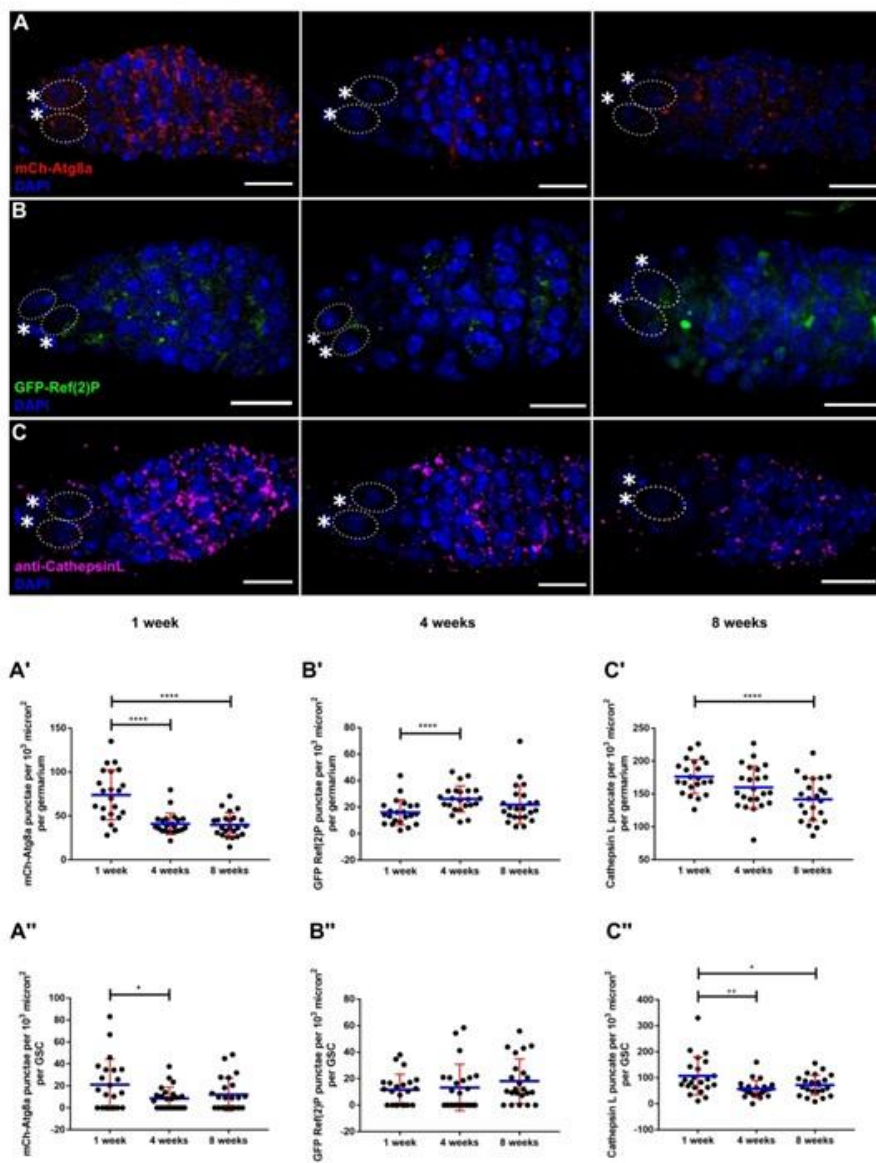 A
mCh-Atg8a
DAPI
B
GFP-Ref(2)P
DAPI
C
anti-CathepsinL
DAPI
1 week 4 weeks 8 weeks
A'
mCh-Atg8a punctae per 10³ micron²
per germarium
150
100
50
0
****
****
1 week 4 weeks 8 weeks
B'
GFP Ref(2)P punctae per 10³ micron²
per germarium
80
60
40
20
0
-20
****
1 week 4 weeks 8 weeks
C'
Cathepsin L puncate per 10³ micron²
per germarium
250
200
150
100
50
****
1 week 4 weeks 8 weeks
A''
mCh-Atg8a punctae per 10³ micron²
per GSC
100
80
60
40
20
0
-20
*
1 week 4 weeks 8 weeks
B''
GFP Ref(2)P punctae per 10³ micron²
per GSC
80
60
40
20
0
-20
1 week 4 weeks 8 weeks
C''
Cathepsin L puncate per 10³ micron²
per GSC
400
300
200
100
0
-100
*
**
1 week 4 weeks 8 weeks